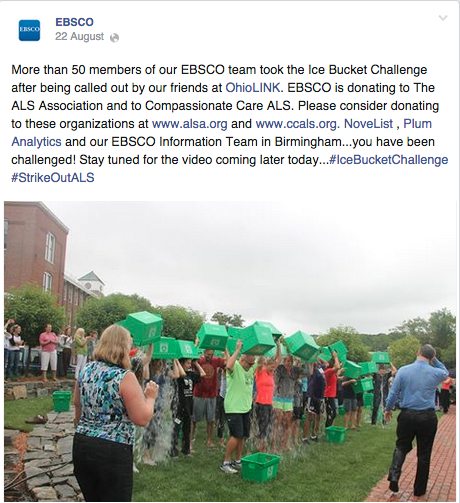 EBSCO
EBSCO
22 August
More than 50 members of our EBSCO team took the Ice Bucket Challenge
after being called out by our friends at OhioLINK. EBSCO is donating to The
ALS Association and to Compassionate Care ALS. Please consider donating
to these organizations at www.alsa.org and www.ccals.org. NoveList , Plum
Analytics and our EBSCO Information Team in Birmingham...you have been
challenged! Stay tuned for the video coming later today...#IceBucketChallenge
#StrikeOutALS